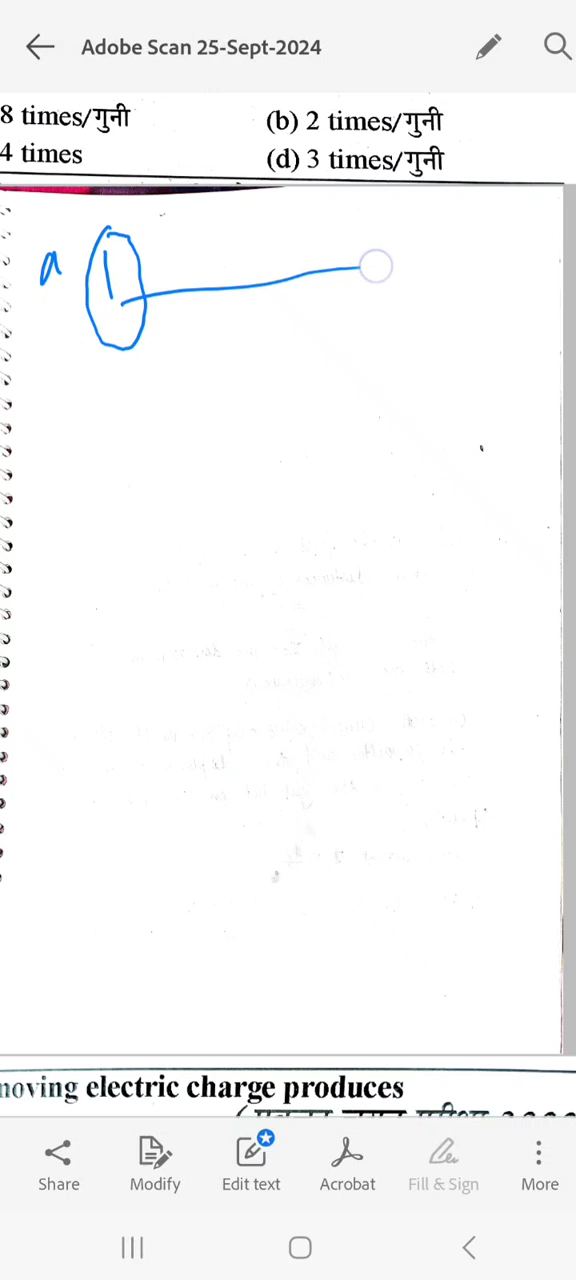 Adobe Scan 25-Sept-2024
8 times/गुनी (b) 2 times/गुनी
4 times (d) 3 times/गुनी
a
moving electric charge produces
Share Modify Edit text Acrobat Fill & Sign More